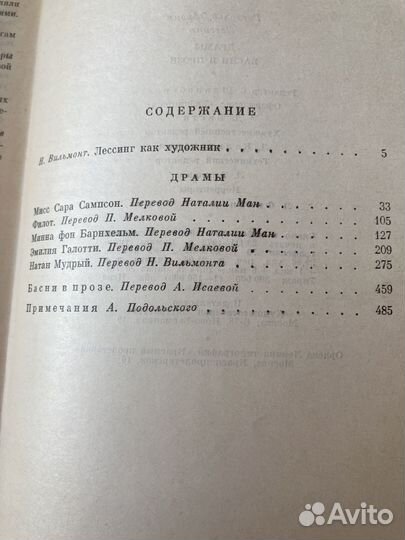 СОДЕРЖАНИЕ
Н. Вильмонт. Лессинг как художник 5
ДРАМЫ
Мисс Сара Сампсон. Перевод Наталии Ман 33
Филот. Перевод П. Мелковой 105
Минна фон Барнхельм. Перевод Наталии Ман 127
Эмилия Галотти. Перевод П. Мелковой 209
Натан Мудрый. Перевод Н. Вильмонта 275
Басни в прозе. Перевод А. Исаевой 459
Примечания А. Подольского 485
Avito